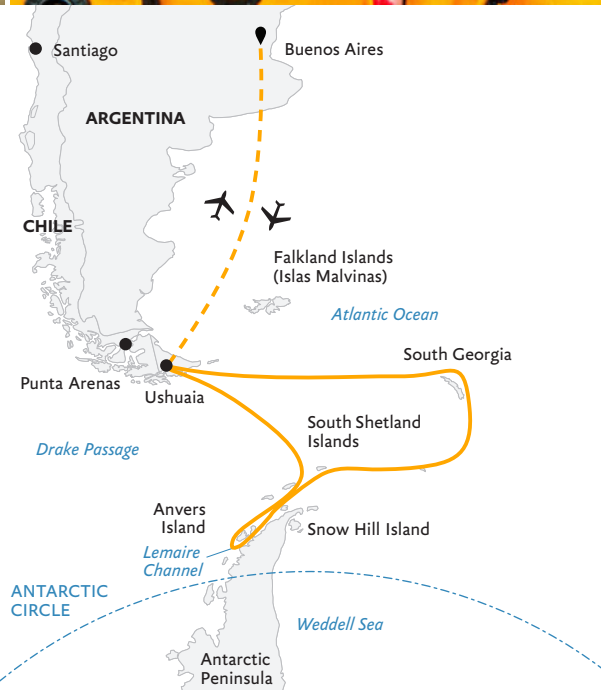 Santiago
Buenos Aires
ARGENTINA
CHILE
Falkland Islands
(Islas Malvinas)
Atlantic Ocean
South Georgia
Punta Arenas
Ushuaia
South Shetland
Islands
Drake Passage
Anvers
Island
Snow Hill Island
Lemaire
Channel
ANTARCTIC
CIRCLE
Weddell Sea
Antarctic
Peninsula